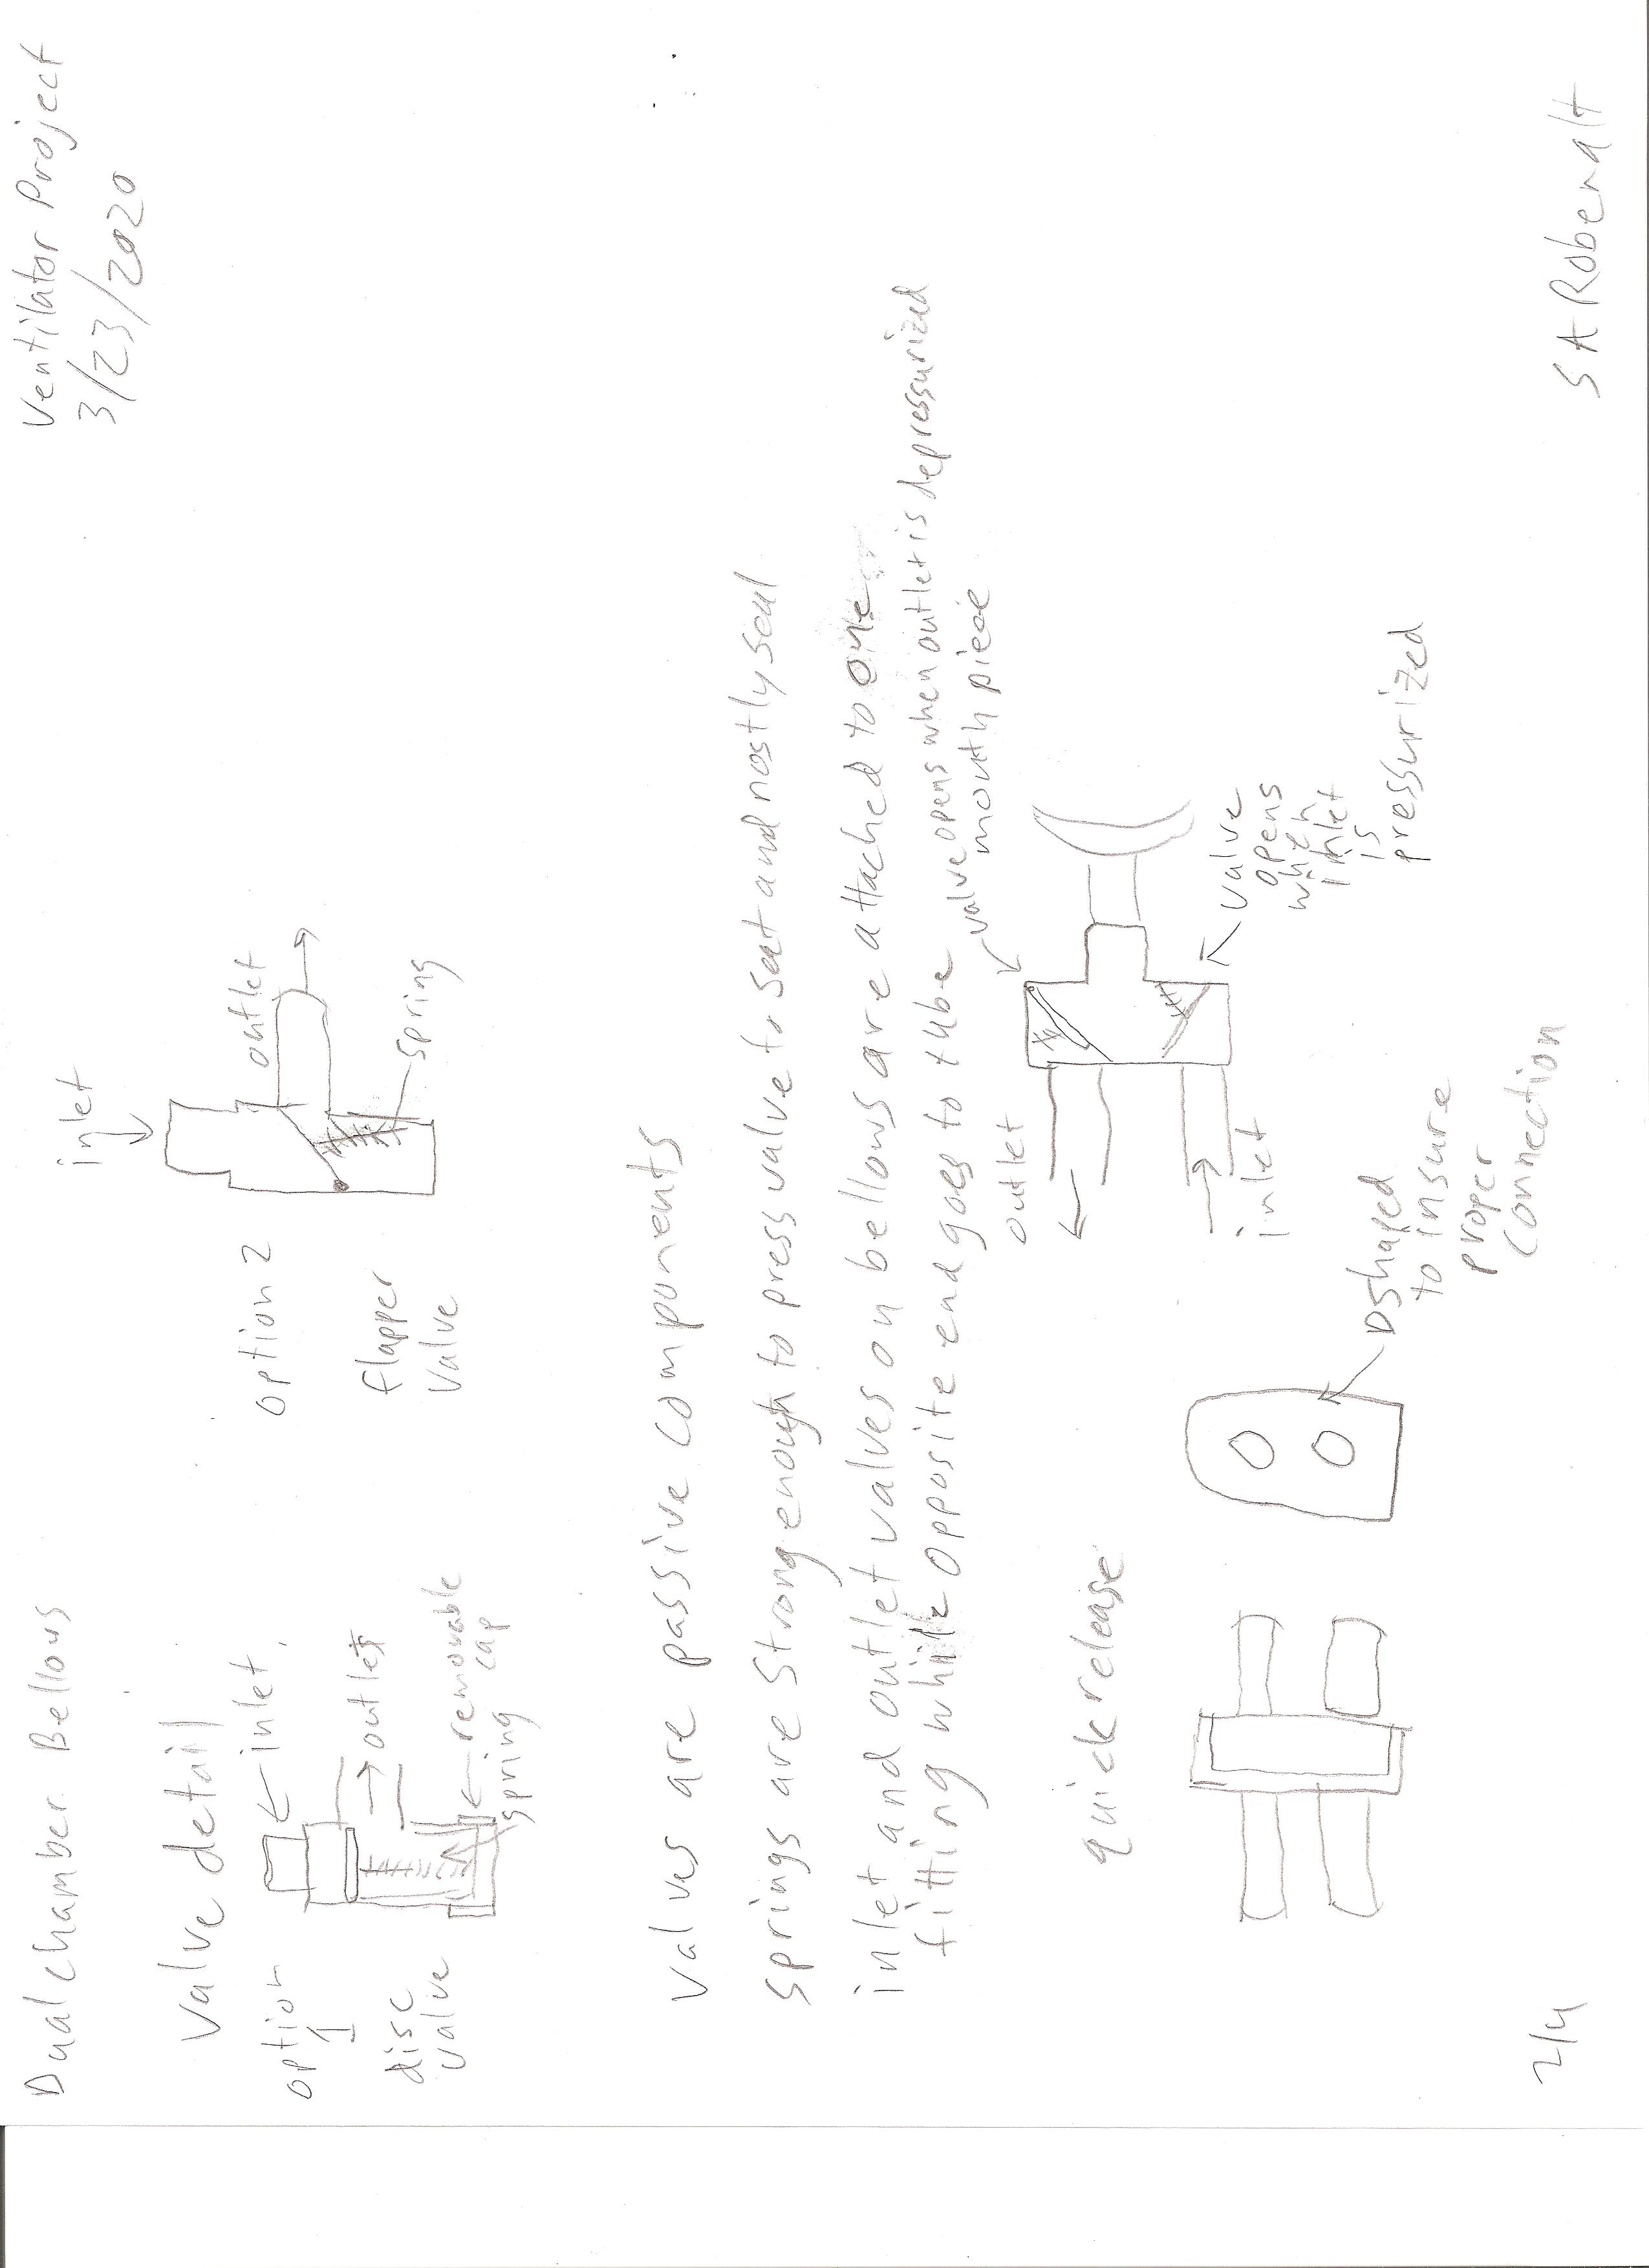 Dual chamber Bellows
Ventilator Project
3/23/2020
Valve detail
option
1
disc
valve
inlet
outlet
removable
cap
spring
option 2
flapper
valve
inlet
outlet
spring
Valves are passive components
springs are strong enough to press valve to seat and mostly seal
inlet and outlet valves on bellows are attached to one
fitting while opposite end goes to tube
valve opens when outlet is depressurized
mouth piece
quick release
D shaped
to insure
proper
connection
outlet
inlet
valve
opens
when
inlet
is
pressurized
2/4
S A Robenalt